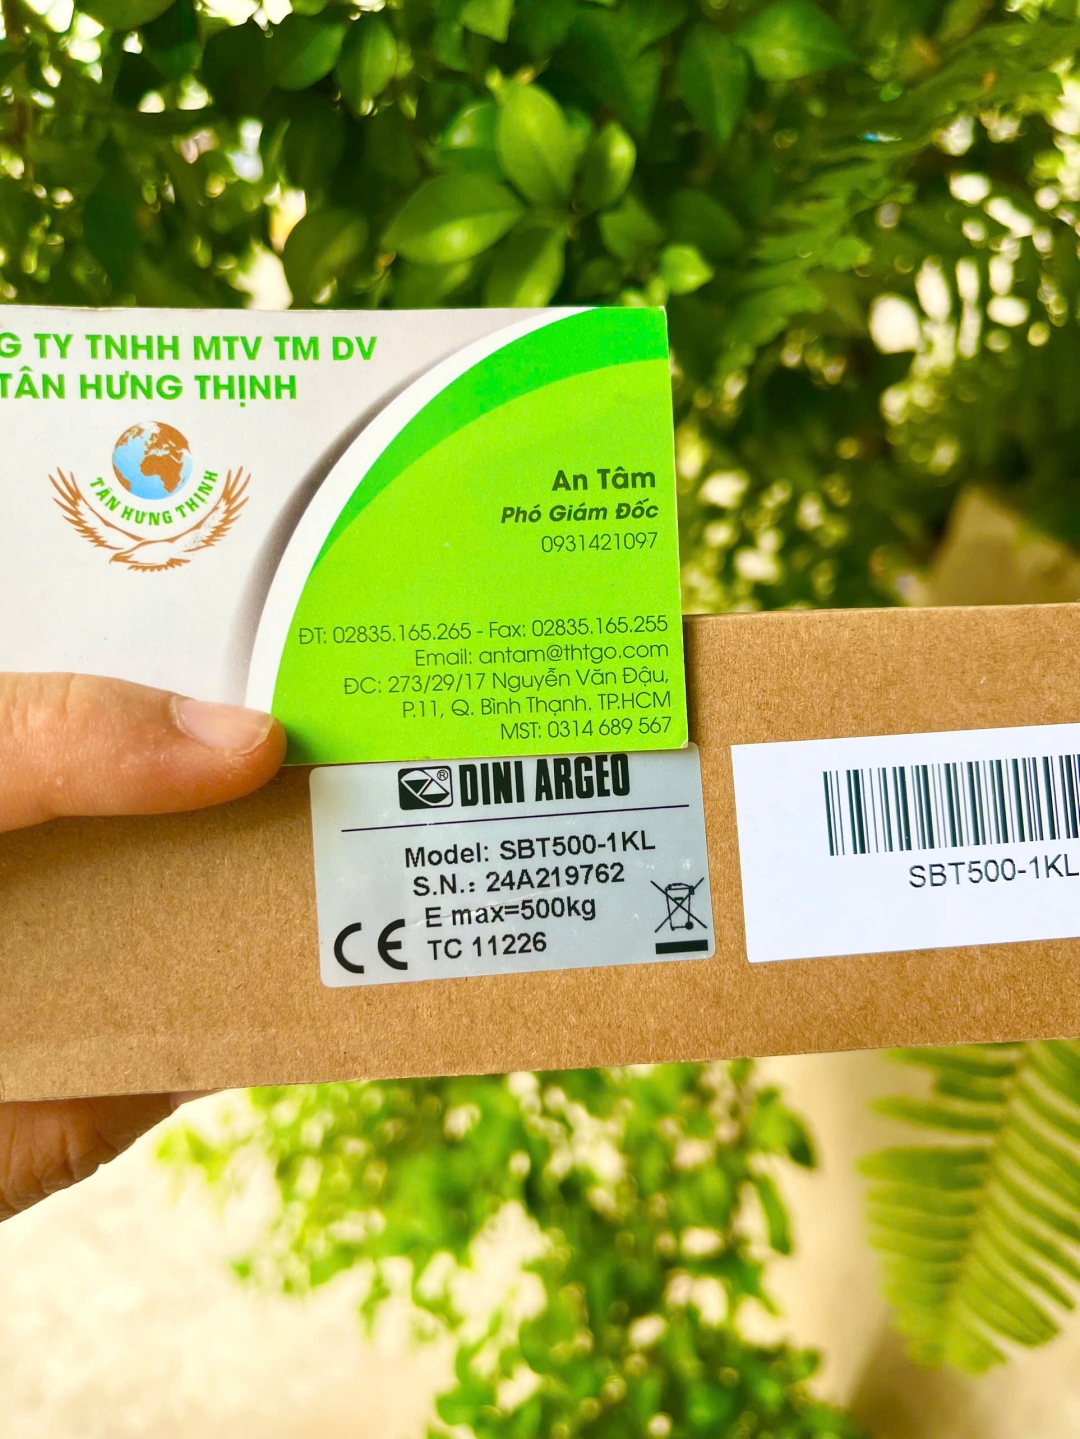 G TY TNHH MTV TM DV
TÂN HƯNG THỊNH
TÂN HƯNG THỊNH
An Tâm
Phó Giám Đốc
0931421097
ĐT: 02835.165.265 - Fax: 02835.165.255
Email: antam@thtgo.com
ĐC: 273/29/17 Nguyễn Văn Đậu,
P.11, Q. Bình Thạnh. TP.HCM
MST: 0314 689 567
® DINI ARGEO
Model: SBT500-1KL
S.N.: 24A219762
E max=500kg
CE TC 11226
SBT500-1KL